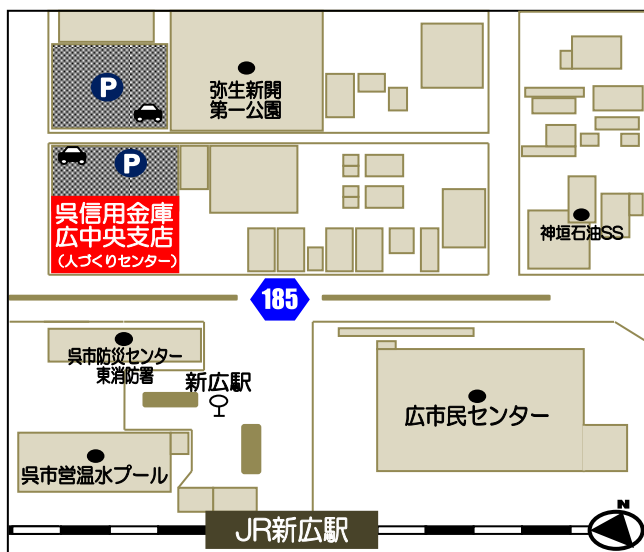 P
弥生新開
第一公園
P
呉信用金庫
広中央支店
（人づくりセンター）
神垣石油SS
185
呉市防災センター
東消防署
新広駅
広市民センター
呉市営温水プール
JR新広駅
N